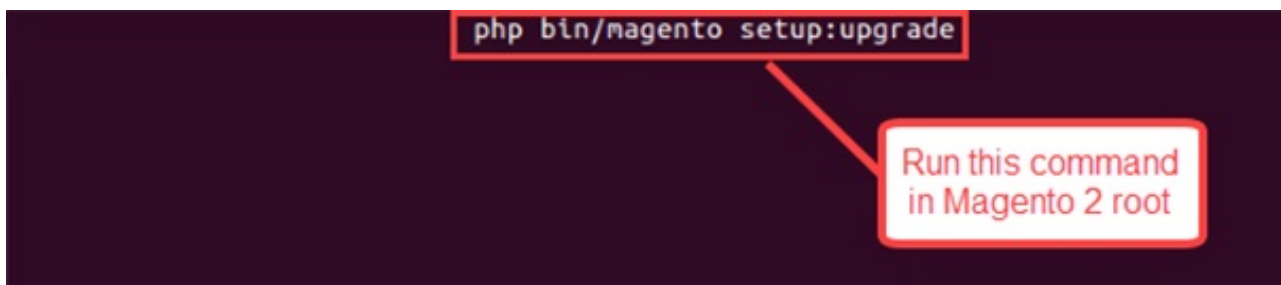 php bin/magento setup:upgrade
Run this command
in Magento 2 root